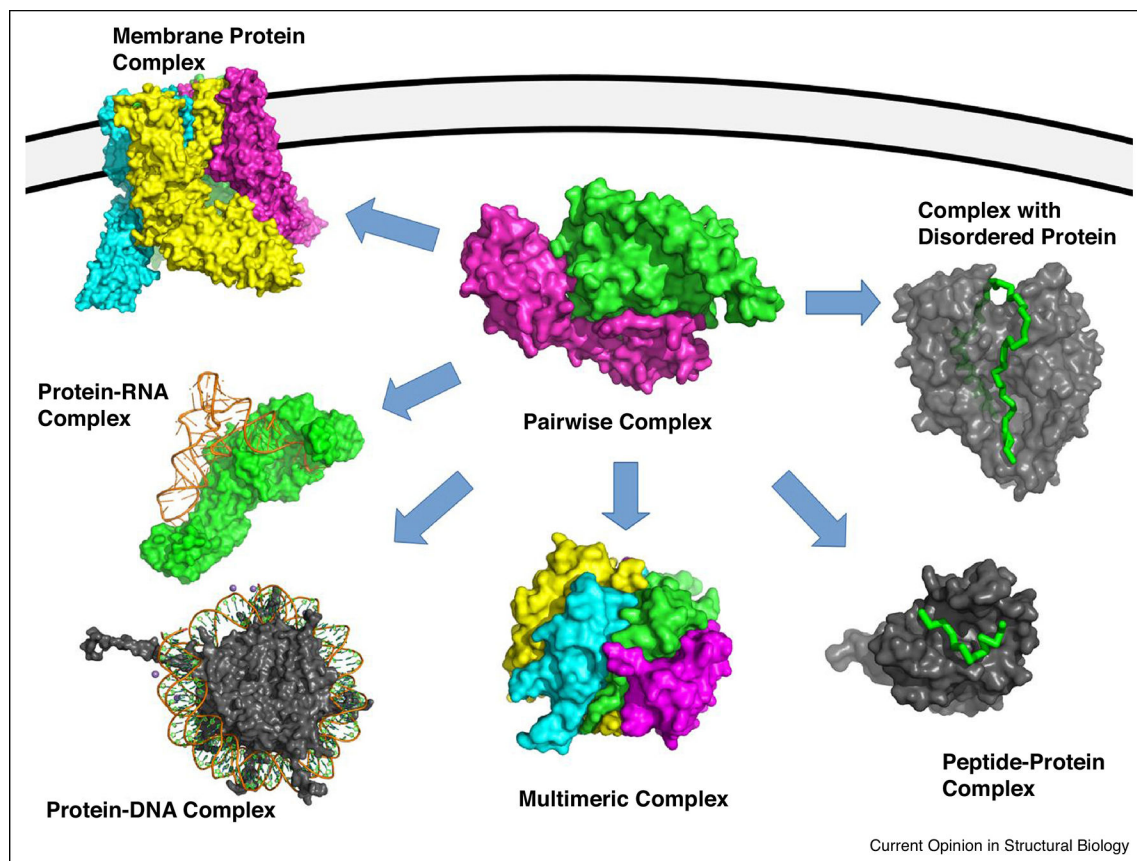 Membrane Protein
Complex
Complex with
Disordered Protein
Protein-RNA
Complex
Pairwise Complex
Protein-DNA Complex
Multimeric Complex
Peptide-Protein
Complex
Current Opinion in Structural Biology